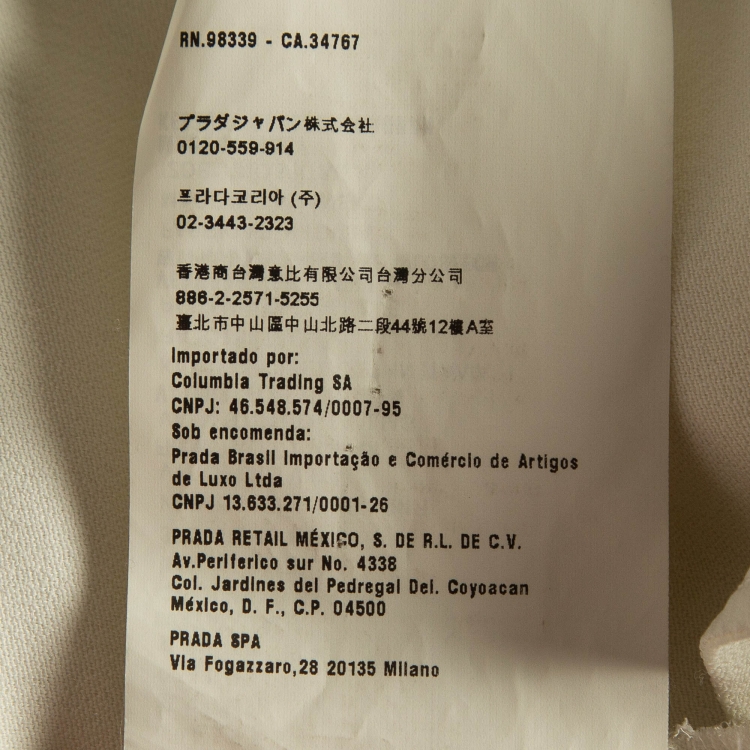 RN.98339 - CA.34767
プラダジャパン株式会社
0120-559-914
프라다코리아 (주)
02-3443-2323
香港商台灣意比有限公司台灣分公司
886-2-2571-5255
臺北市中山區中山北路二段44號12樓A室
Importado por:
Columbia Trading SA
CNPJ: 46.548.574/0007-95
Sob encomenda:
Prada Brasil Importação e Comércio de Artigos
de Luxo Ltda
CNPJ 13.633.271/0001-26
PRADA RETAIL MÉXICO, S. DE R.L. DE C.V.
Av.Periferico sur No. 4338
Col. Jardines del Pedregal Del. Coyoacan
México, D. F., C.P. 04500
PRADA SPA
Via Fogazzaro,28 20135 Milano